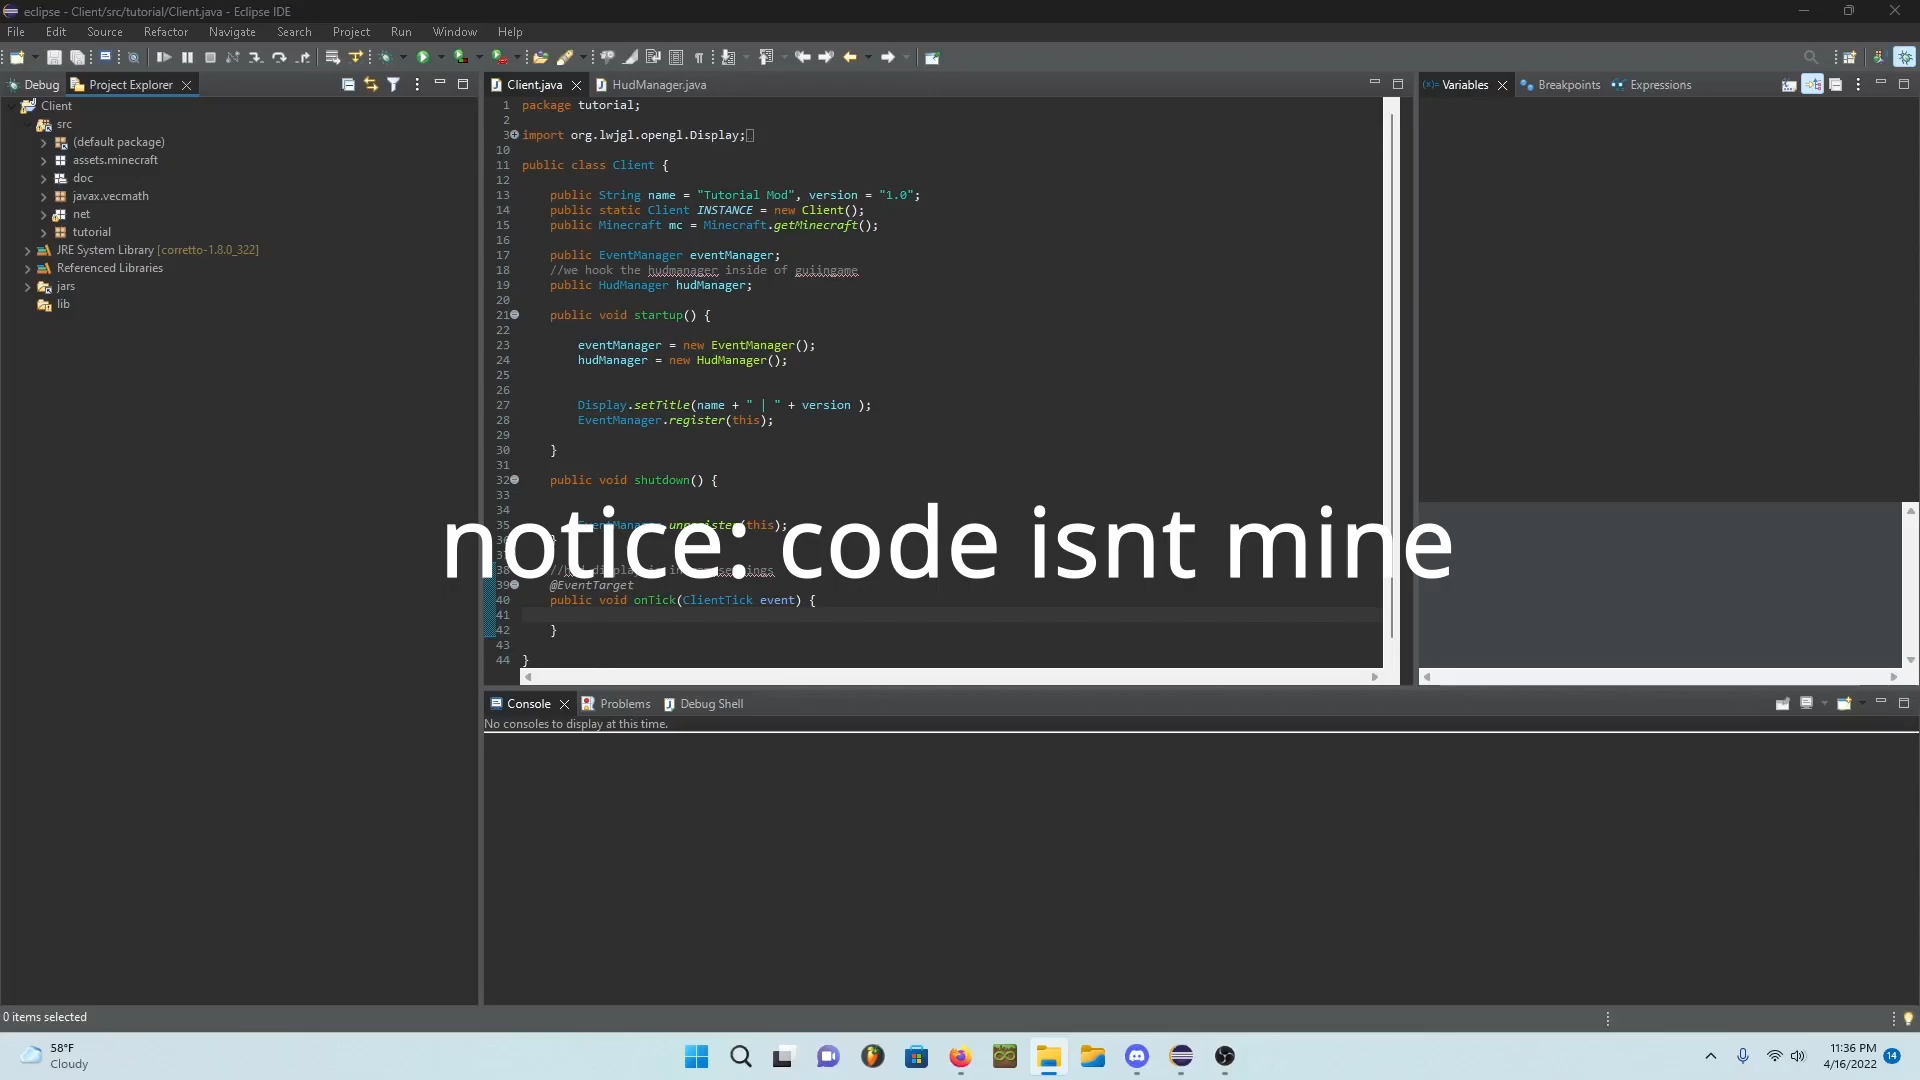 eclipse - Client/src/tutorial/Client.java - Eclipse IDE
File Edit Source Refactor Navigate Search Project Run Window Help
Debug Project Explorer
Client
src
(default package)
assets.minecraft
doc
javax.vecmath
net
tutorial
JRE System Library [corretto-1.8.0_322]
Referenced Libraries
jars
lib
Client.java HudManager.java
1 package tutorial;
2
3 import org.lwjgl.opengl.Display;
10
11 public class Client {
12
13 public String name = "Tutorial Mod", version = "1.0";
14 public static Client INSTANCE = new Client();
15 public Minecraft mc = Minecraft.getMinecraft();
16
17 public EventManager eventManager;
18 //we hook the hudmanager inside of guiingame
19 public HudManager hudManager;
20
21 public void startup() {
22
23 eventManager = new EventManager();
24 hudManager = new HudManager();
25
26
27 Display.setTitle(name + " | " + version );
28 EventManager.register(this);
29
30 }
31
32 public void shutdown() {
33
34
35 EventManager.unregister(this);
notice: code isnt mine
38
39 @EventTarget
40 public void onTick(ClientTick event) {
41
42 }
43
44 }
Variables Breakpoints Expressions
Console Problems Debug Shell
No consoles to display at this time.
0 items selected
58°F
Cloudy
11:36 PM
4/16/2022
14